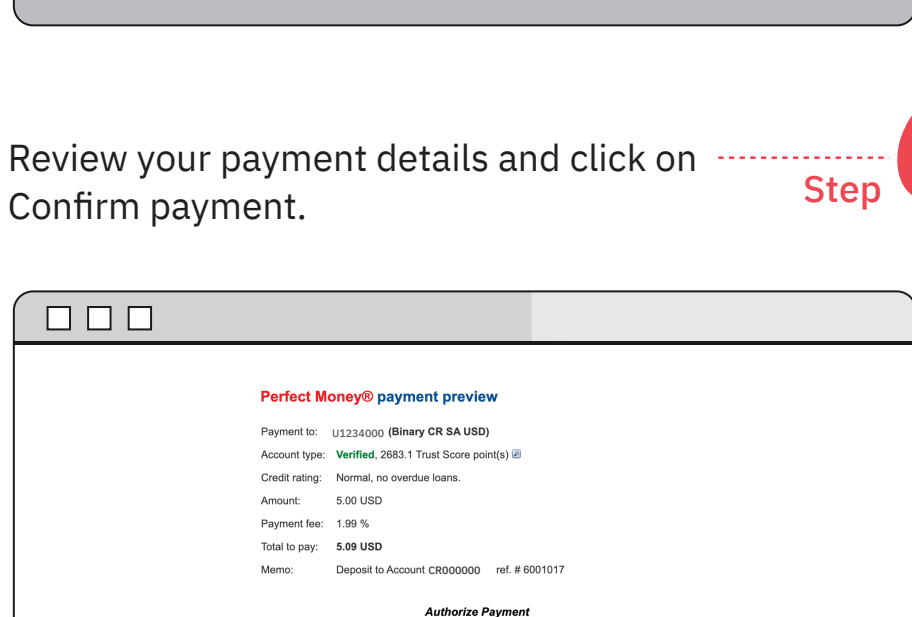 Review your payment details and click on
Confirm payment.
Step
Perfect Money® payment preview
Payment to: U1234000 (Binary CR SA USD)
Account type: Verified, 2683.1 Trust Score point(s)
Credit rating: Normal, no overdue loans.
Amount: 5.00 USD
Payment fee: 1.99 %
Total to pay: 5.09 USD
Memo: Deposit to Account CR000000 ref. # 6001017
Authorize Payment